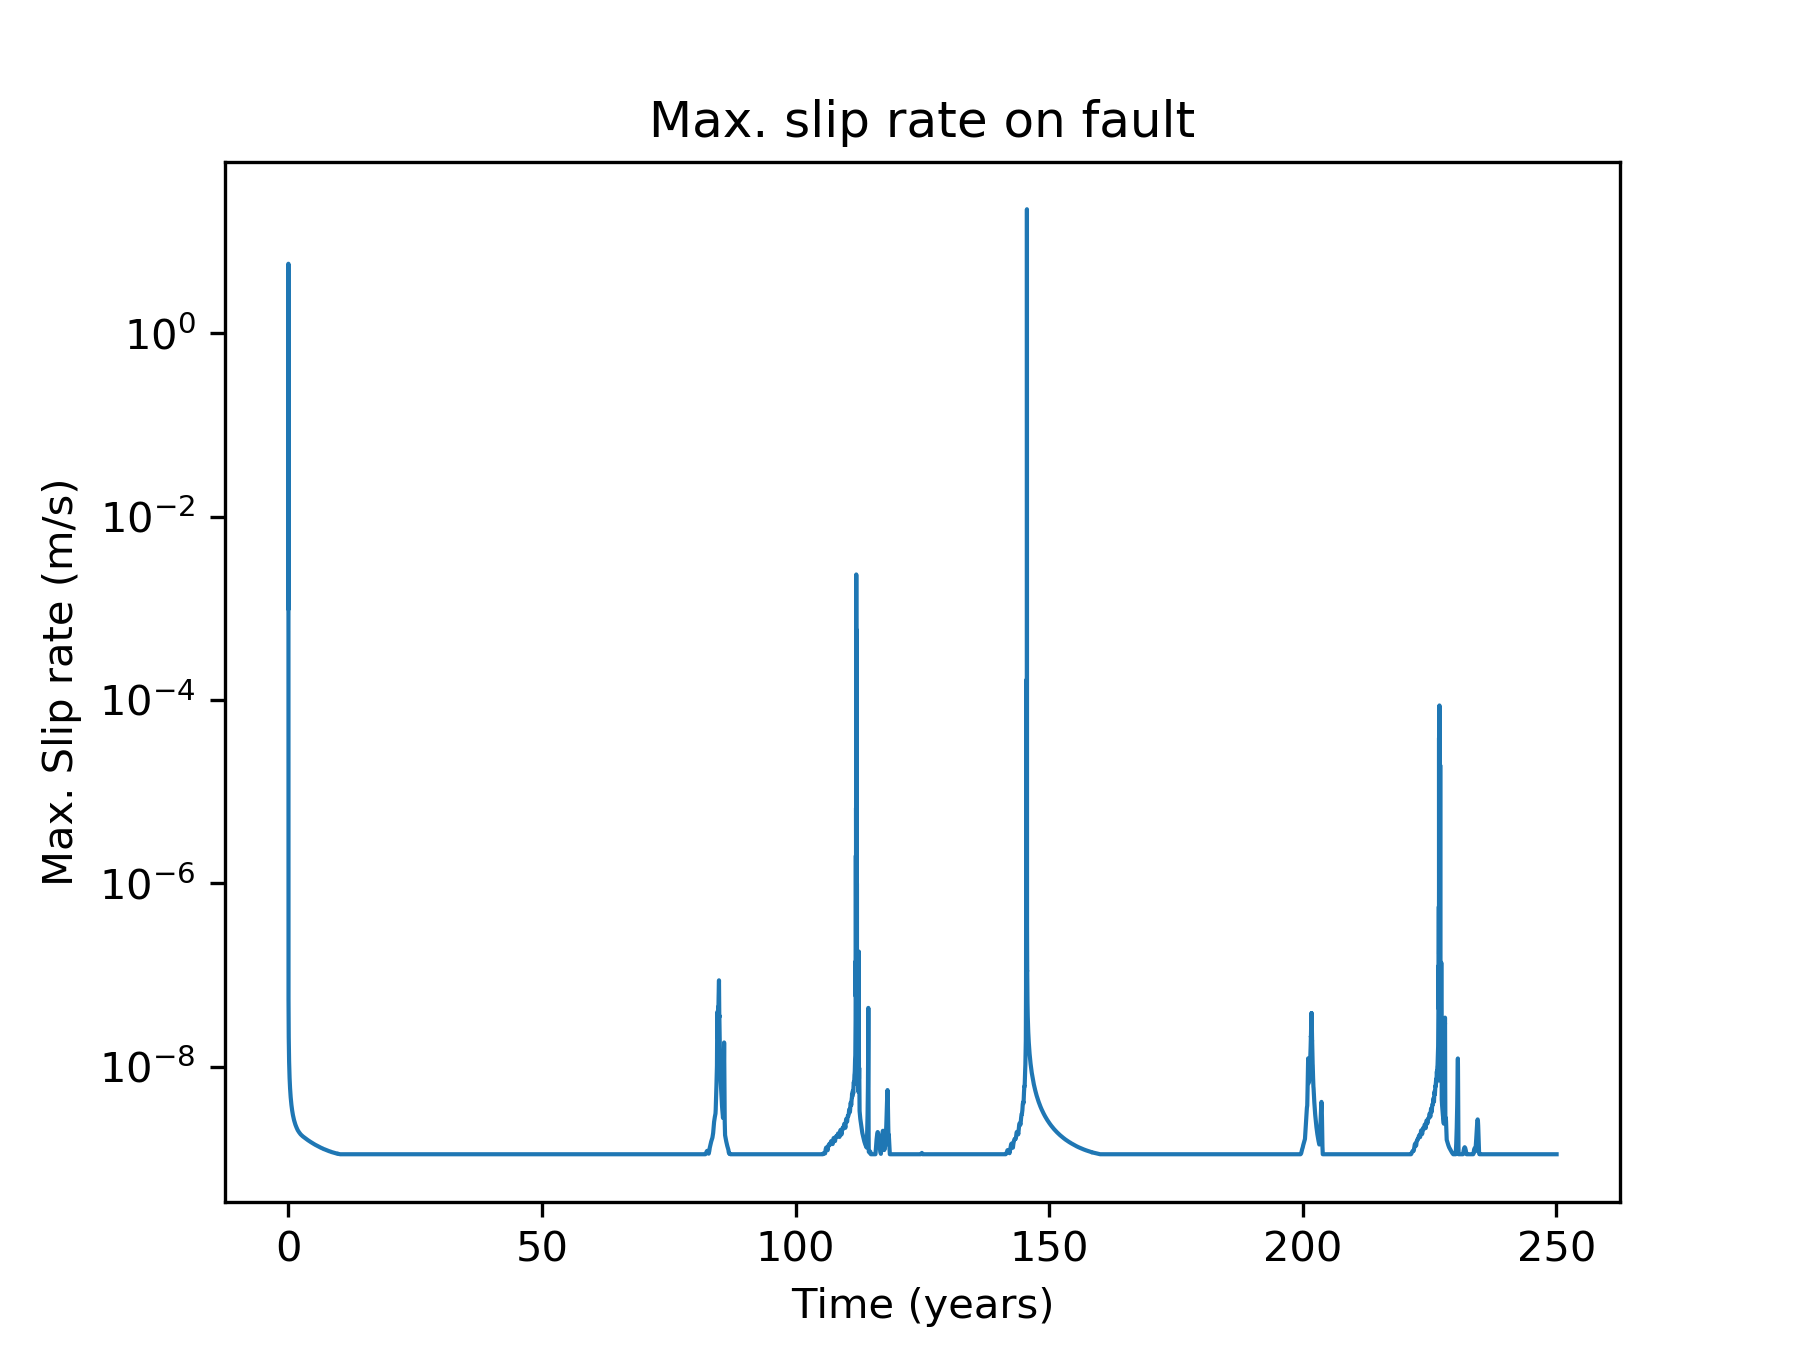 Max. slip rate on fault
Max. Slip rate (m/s)
10⁰
10⁻²
10⁻⁴
10⁻⁶
10⁻⁸
0 50 100 150 200 250
Time (years)